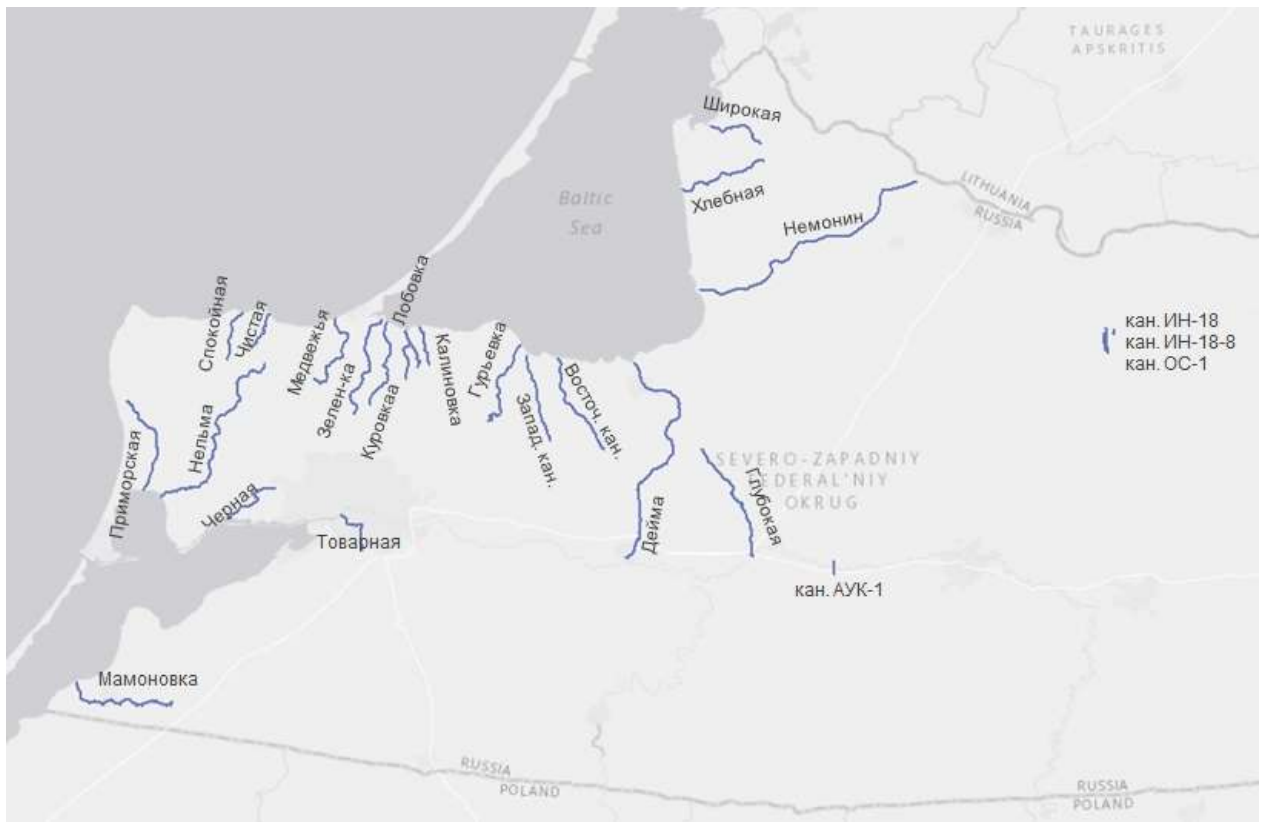 TAURAGES
APSKRITIS
Широкая
LITHUANIA
RUSSIA
Baltic
Sea
Хлебная
Немонин
Спокойная
Чистая
Медвежья
Зелен-ка
Куровкаа
Лобовка
Калиновка
Гурьевка
Запад. кан.
Восточ. кан.
кан. ИН-18
кан. ИН-18-8
кан. ОС-1
Приморская
Нельма
Черная
Товарная
Дейма
Глубокая
SEVERO-ZAPADNIY
FEDERAL'NIY
OKRUG
кан. АУК-1
Мамоновка
RUSSIA
POLAND
RUSSIA
POLAND